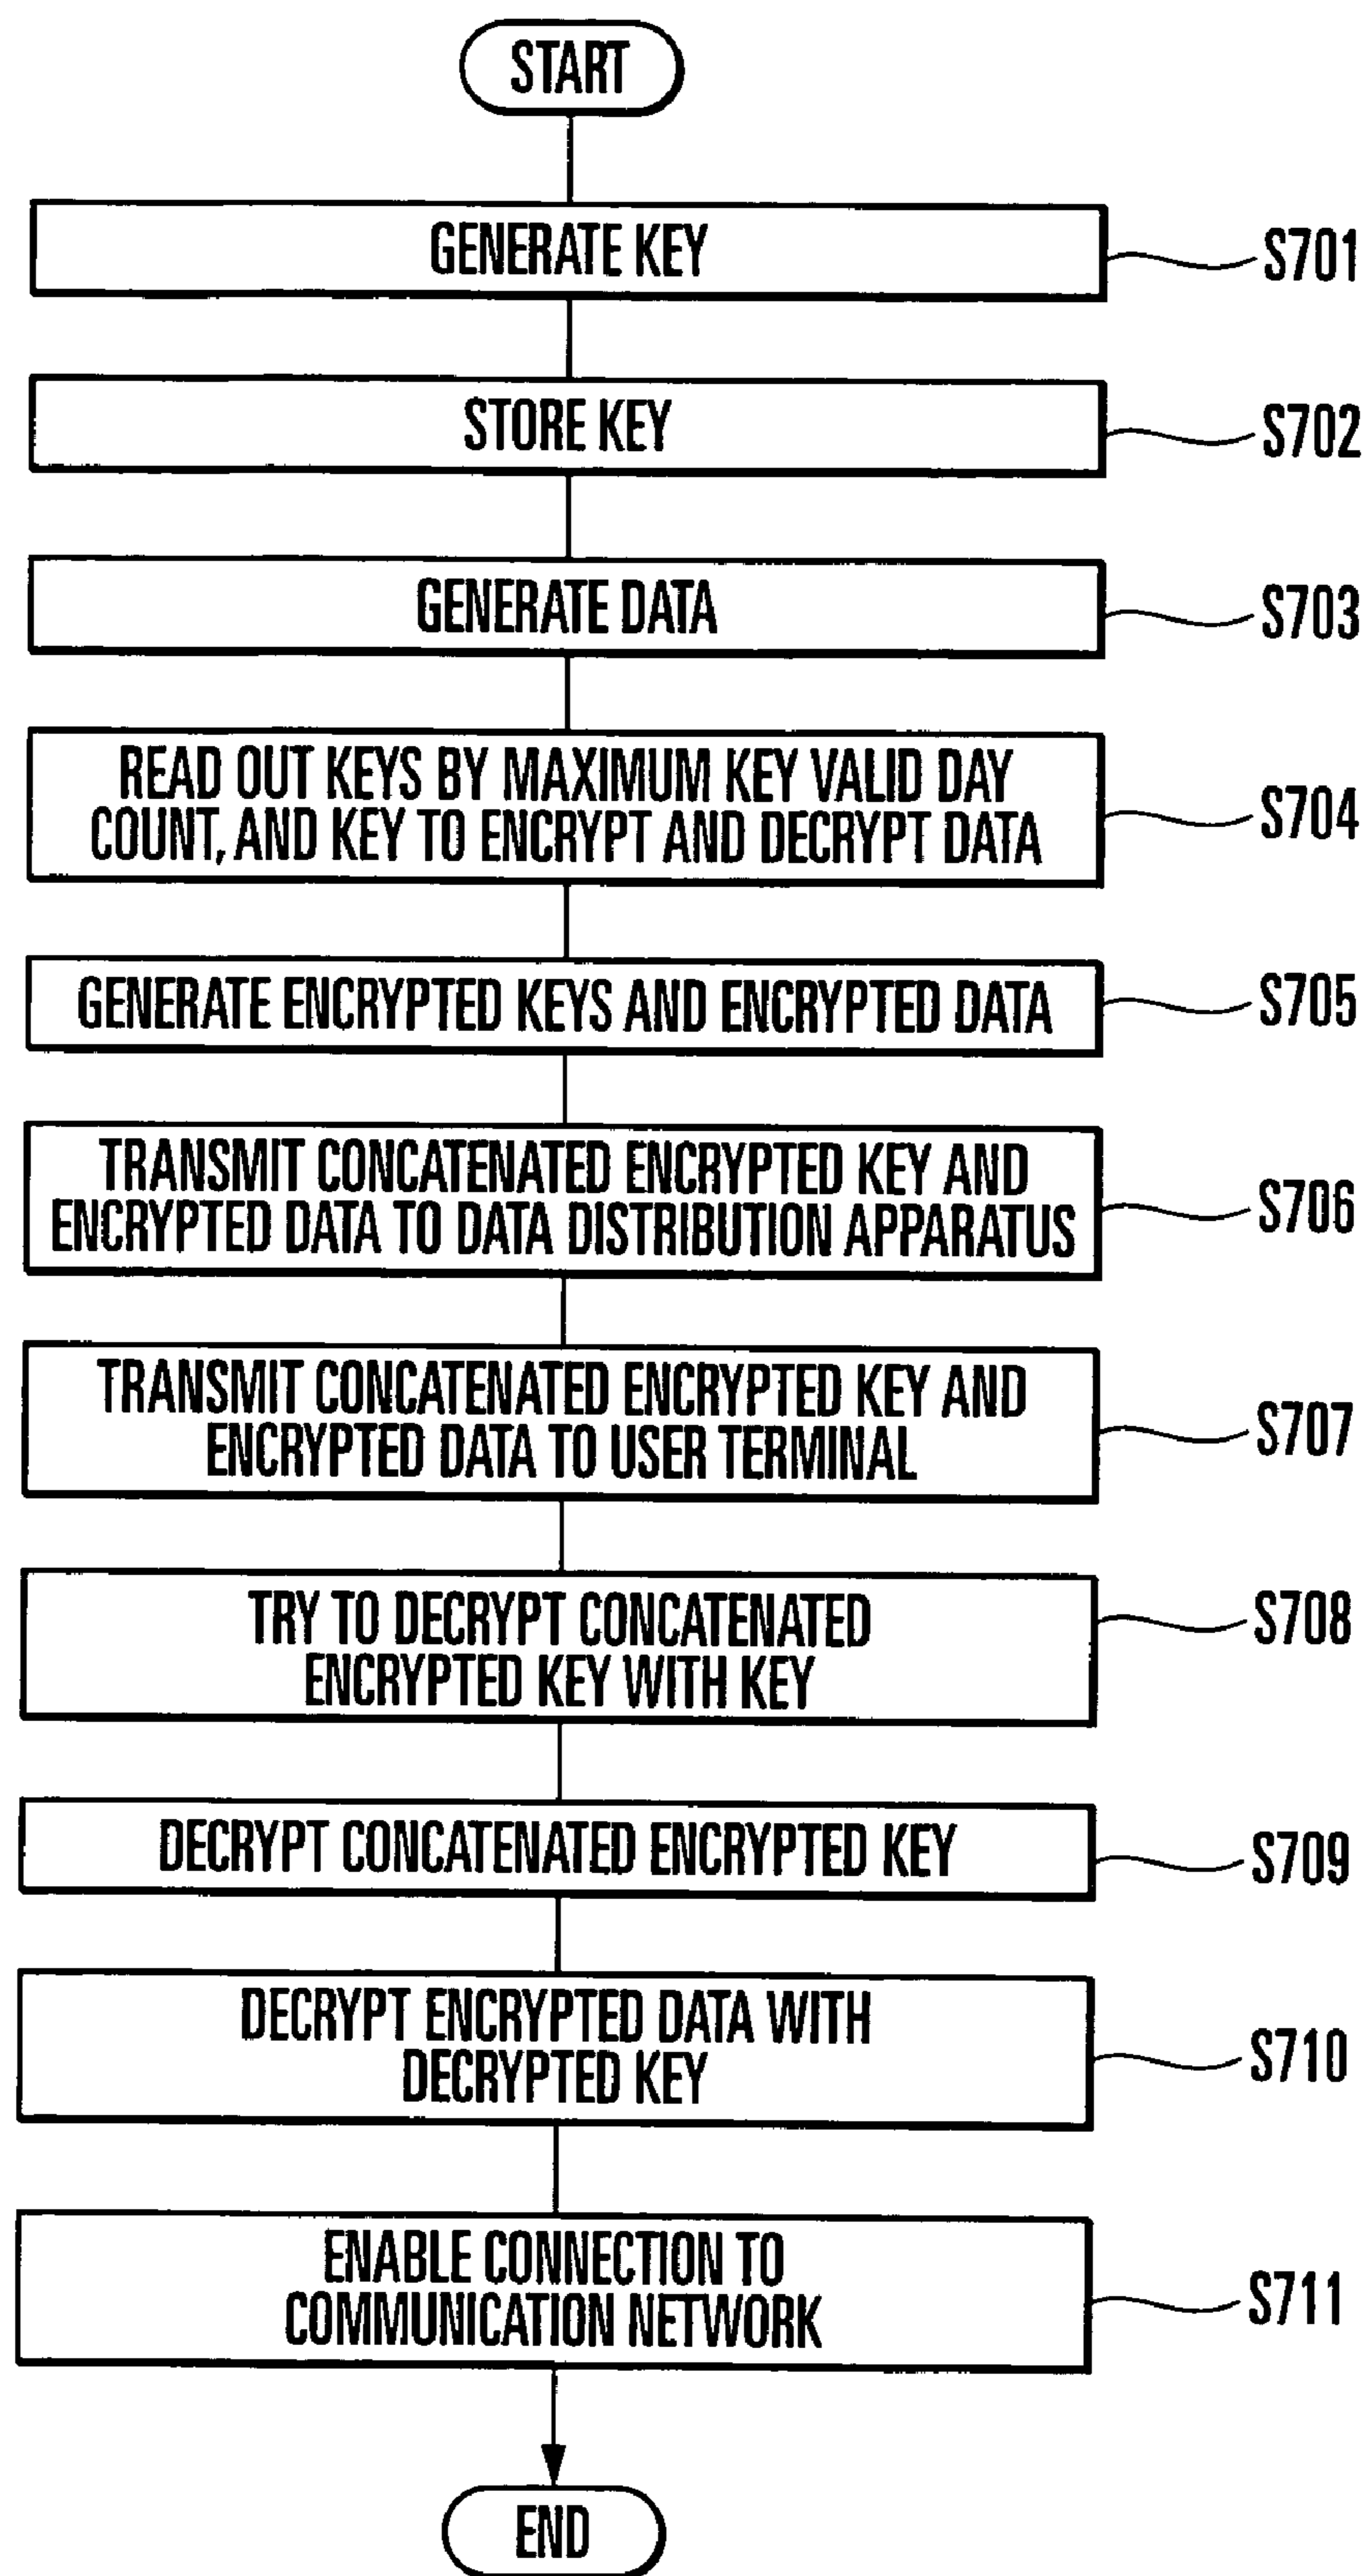 START
GENERATE KEY
S701
STORE KEY
S702
GENERATE DATA
S703
READ OUT KEYS BY MAXIMUM KEY VALID DAY
COUNT, AND KEY TO ENCRYPT AND DECRYPT DATA
S704
GENERATE ENCRYPTED KEYS AND ENCRYPTED DATA
S705
TRANSMIT CONCATENATED ENCRYPTED KEY AND
ENCRYPTED DATA TO DATA DISTRIBUTION APPARATUS
S706
TRANSMIT CONCATENATED ENCRYPTED KEY AND
ENCRYPTED DATA TO USER TERMINAL
S707
TRY TO DECRYPT CONCATENATED
ENCRYPTED KEY WITH KEY
S708
DECRYPT CONCATENATED ENCRYPTED KEY
S709
DECRYPT ENCRYPTED DATA WITH
DECRYPTED KEY
S710
ENABLE CONNECTION TO
COMMUNICATION NETWORK
S711
END